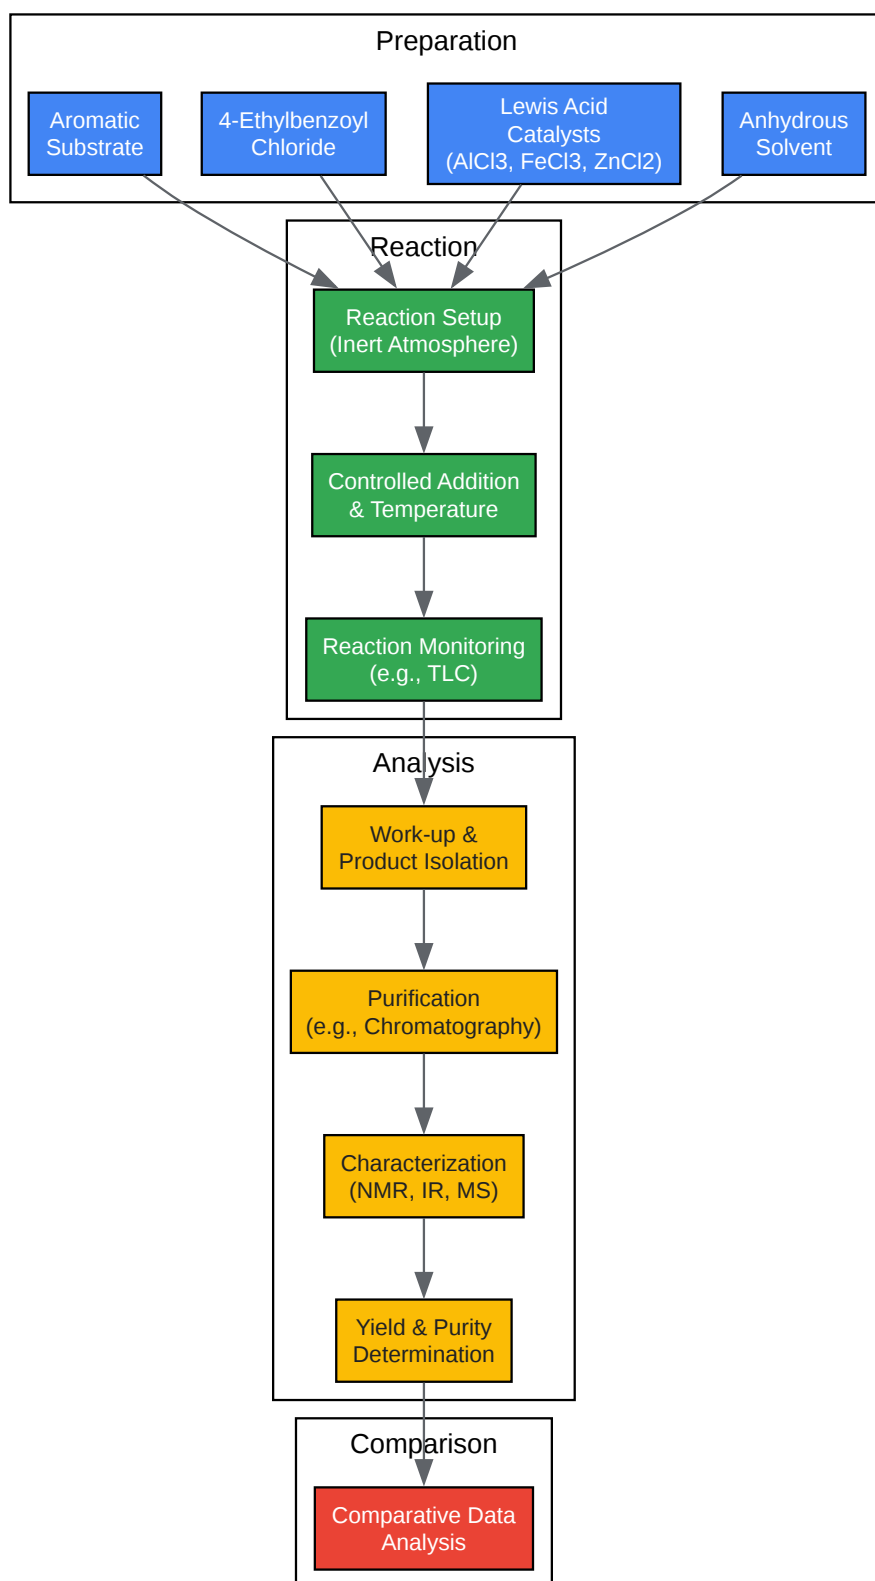 Preparation
Aromatic
Substrate
4-Ethylbenzoyl
Chloride
Lewis Acid
Catalysts
(AlCl3, FeCl3, ZnCl2)
Anhydrous
Solvent
Reaction
Reaction Setup
(Inert Atmosphere)
Controlled Addition
& Temperature
Reaction Monitoring
(e.g., TLC)
Analysis
Work-up &
Product Isolation
Purification
(e.g., Chromatography)
Characterization
(NMR, IR, MS)
Yield & Purity
Determination
Comparison
Comparative Data
Analysis